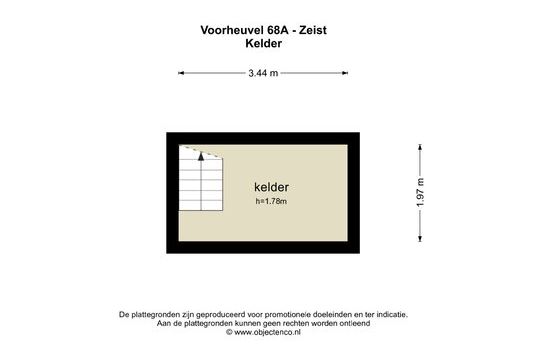 Voorheuvel 68A - Zeist
Kelder
3.44 m
kelder
h=1.78m
1.97 m
De plattegronden zijn geproduceerd voor promotionele doeleinden en ter indicatie.
Aan de plattegronden kunnen geen rechten worden ontleend
© www.objectenco.nl